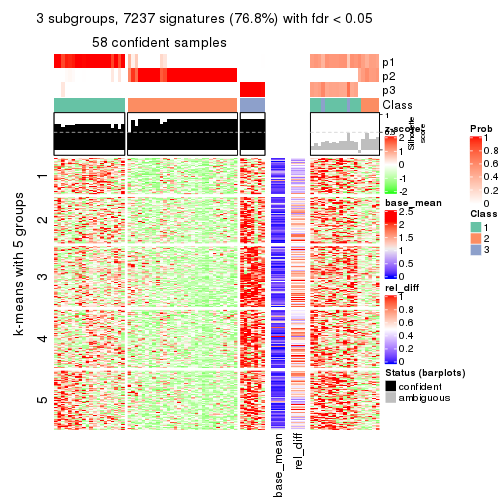 3 subgroups, 7237 signatures (76.8%) with fdr < 0.05
58 confident samples
p1
p2
p3
Class
1
0.5
0
Silhouette
score
k-means with 5 groups
1
2
3
4
5
base_mean
rel_diff
z-score
2
1
0
-1
-2
base_mean
2.5
2
1.5
1
0.5
0
rel_diff
1
0.8
0.6
0.4
0.2
0
Status (barplots)
confident
ambiguous
Prob
1
0.8
0.6
0.4
0.2
0
Class
1
2
3